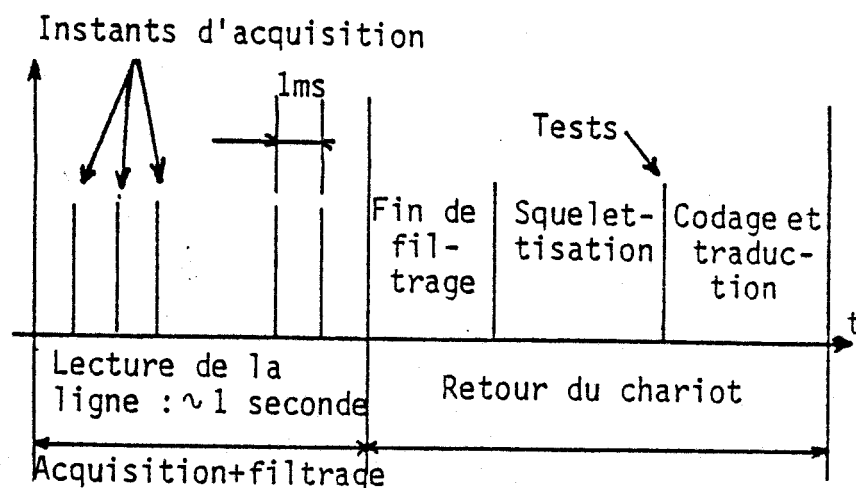 Instants d'acquisition
1ms
Tests
Fin de
fil-
trage
Squelet-
tisation
Codage et
traduc-
tion
t
Lecture de la
ligne : ~ 1 seconde
Retour du chariot
Acquisition+filtrage